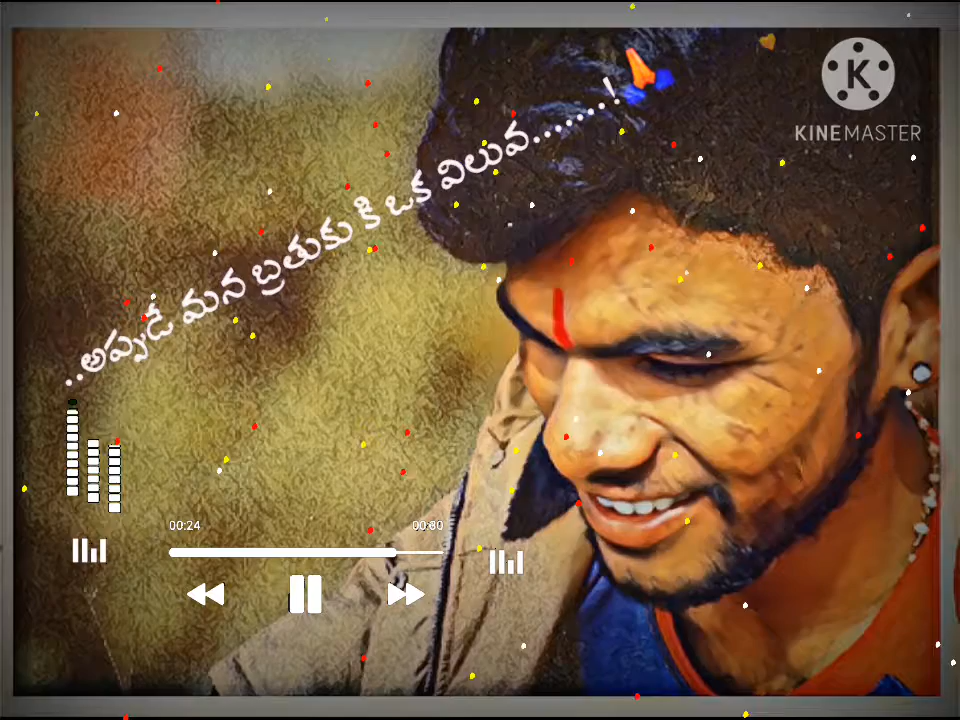 KINEMASTER
..అప్పుడే మన బ్రతుకు కి ఒక విలువ.......!
00:24 00:30